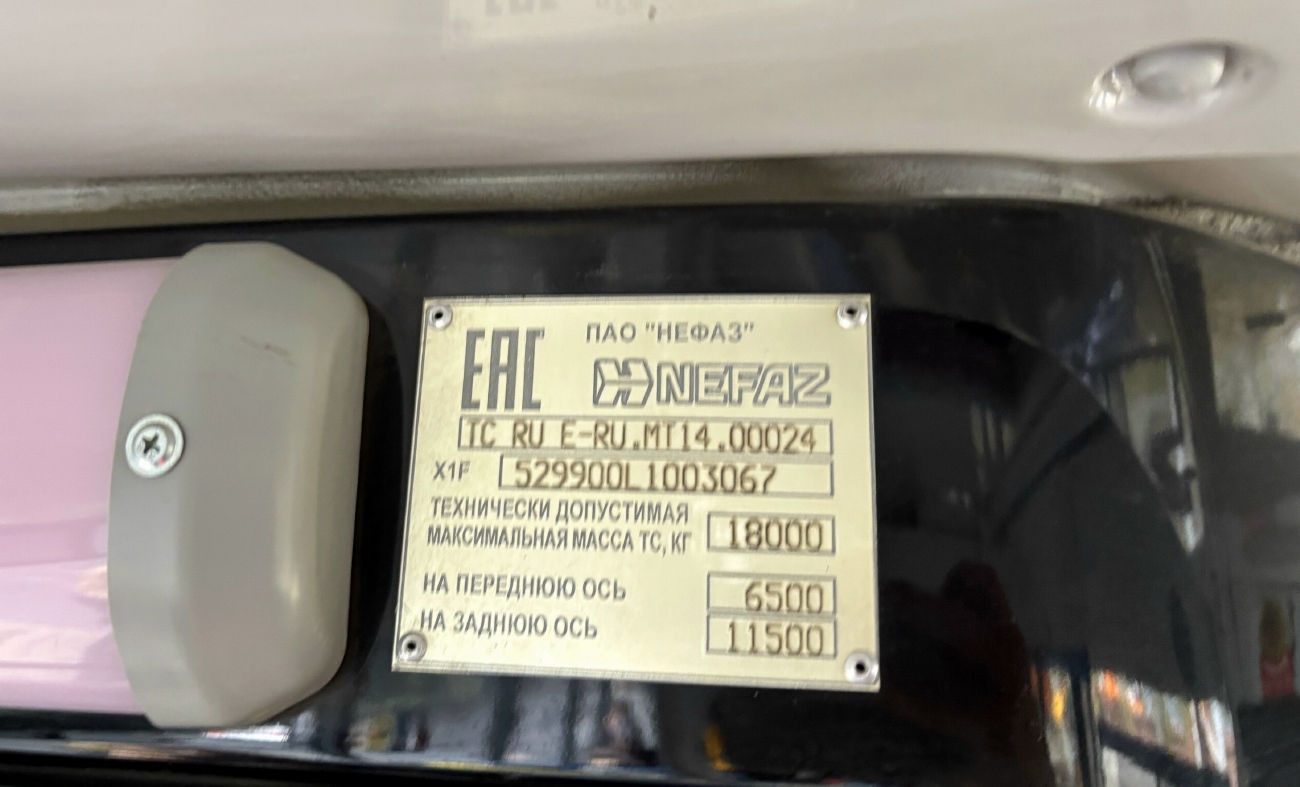 ЕАС
ПАО "НЕФАЗ"
NEFAZ
ТС RU E-RU.MT14.00024
X1F 529900L1003067
ТЕХНИЧЕСКИ ДОПУСТИМАЯ
МАКСИМАЛЬНАЯ МАССА ТС, КГ 18000
НА ПЕРЕДНЮЮ ОСЬ 6500
НА ЗАДНЮЮ ОСЬ 11500